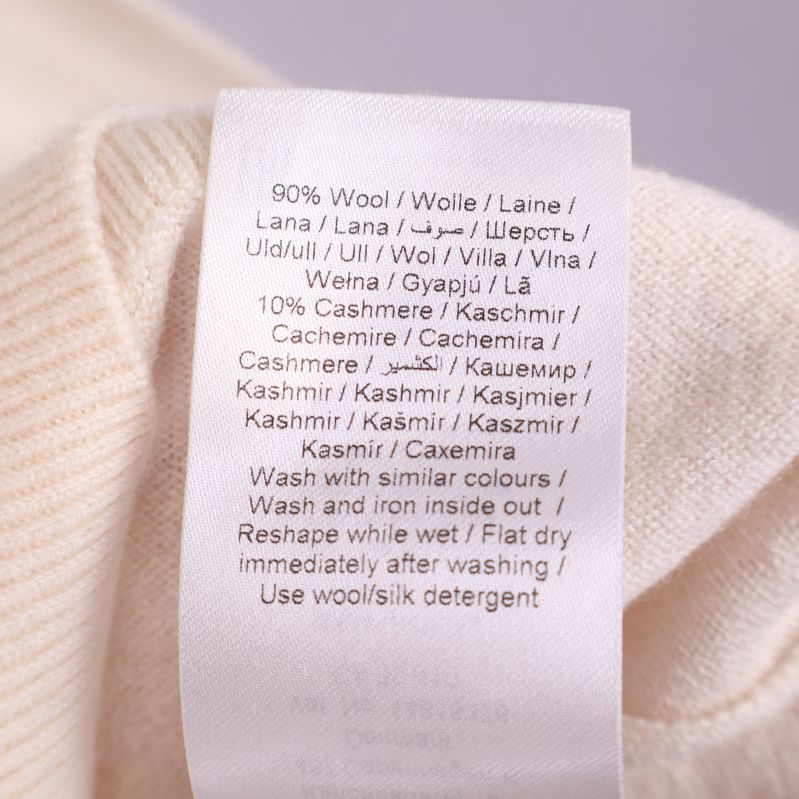 90% Wool / Wolle / Laine /
Lana / Lana / صوف / Шерсть /
Uld/ull / Ull / Wol / Villa / Vlna /
Wełna / Gyapjú / Lã
10% Cashmere / Kaschmir /
Cachemire / Cachemira /
Cashmere / الكشمير / Кашемир /
Kashmir / Kashmir / Kasjmier /
Kashmir / Kašmír / Kaszmir /
Kasmír / Caxemira
Wash with similar colours /
Wash and iron inside out /
Reshape while wet / Flat dry
immediately after washing /
Use wool/silk detergent